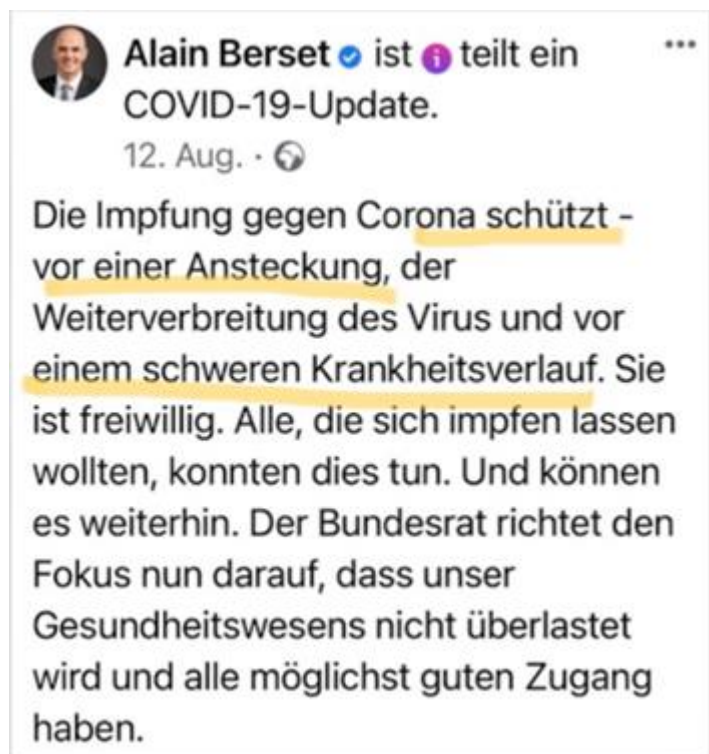 Alain Berset ist teilt ein
COVID-19-Update.
12. Aug. ·
Die Impfung gegen Corona schützt -
vor einer Ansteckung, der
Weiterverbreitung des Virus und vor
einem schweren Krankheitsverlauf. Sie
ist freiwillig. Alle, die sich impfen lassen
wollten, konnten dies tun. Und können
es weiterhin. Der Bundesrat richtet den
Fokus nun darauf, dass unser
Gesundheitswesens nicht überlastet
wird und alle möglichst guten Zugang
haben.